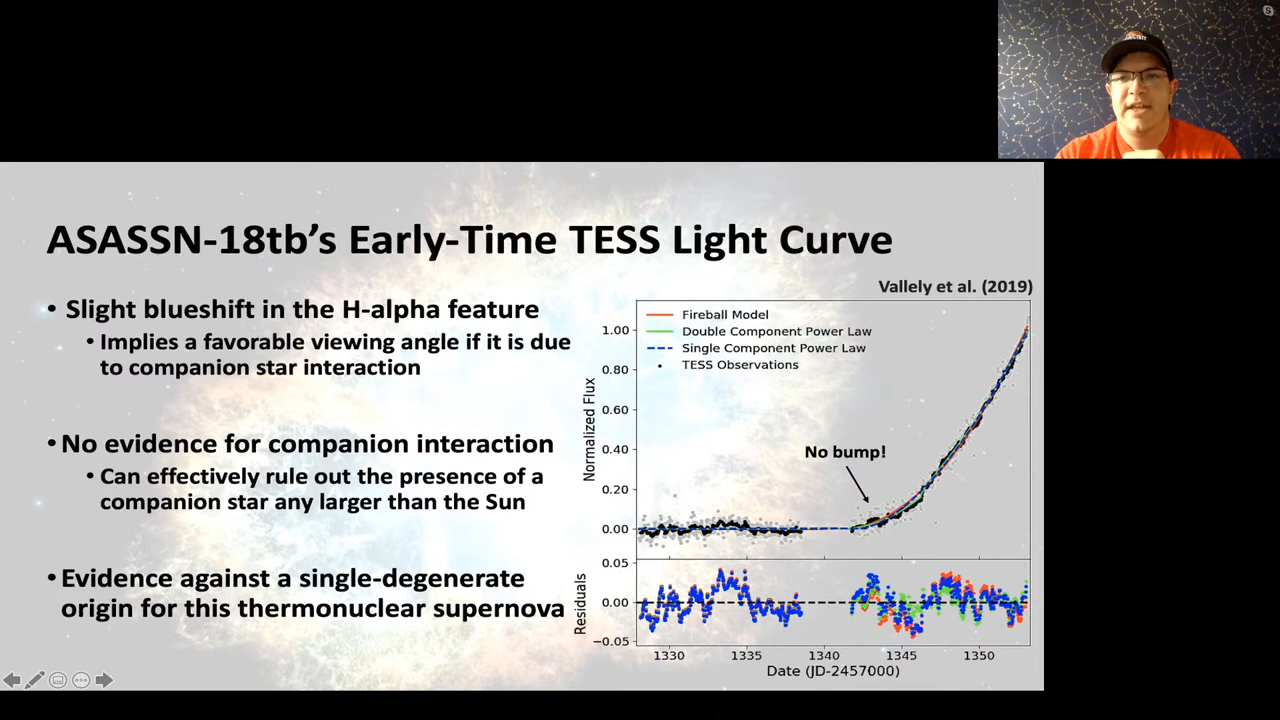 ASASSN-18tb's Early-Time TESS Light Curve
• Slight blueshift in the H-alpha feature
• Implies a favorable viewing angle if it is due
to companion star interaction
• No evidence for companion interaction
• Can effectively rule out the presence of a
companion star any larger than the Sun
• Evidence against a single-degenerate
origin for this thermonuclear supernova
Vallely et al. (2019)
Fireball Model
Double Component Power Law
Single Component Power Law
TESS Observations
No bump!
Normalized Flux
1.00
0.80
0.60
0.40
0.20
0.00
Residuals
0.05
0.00
−0.05
1330 1335 1340 1345 1350
Date (JD-2457000)